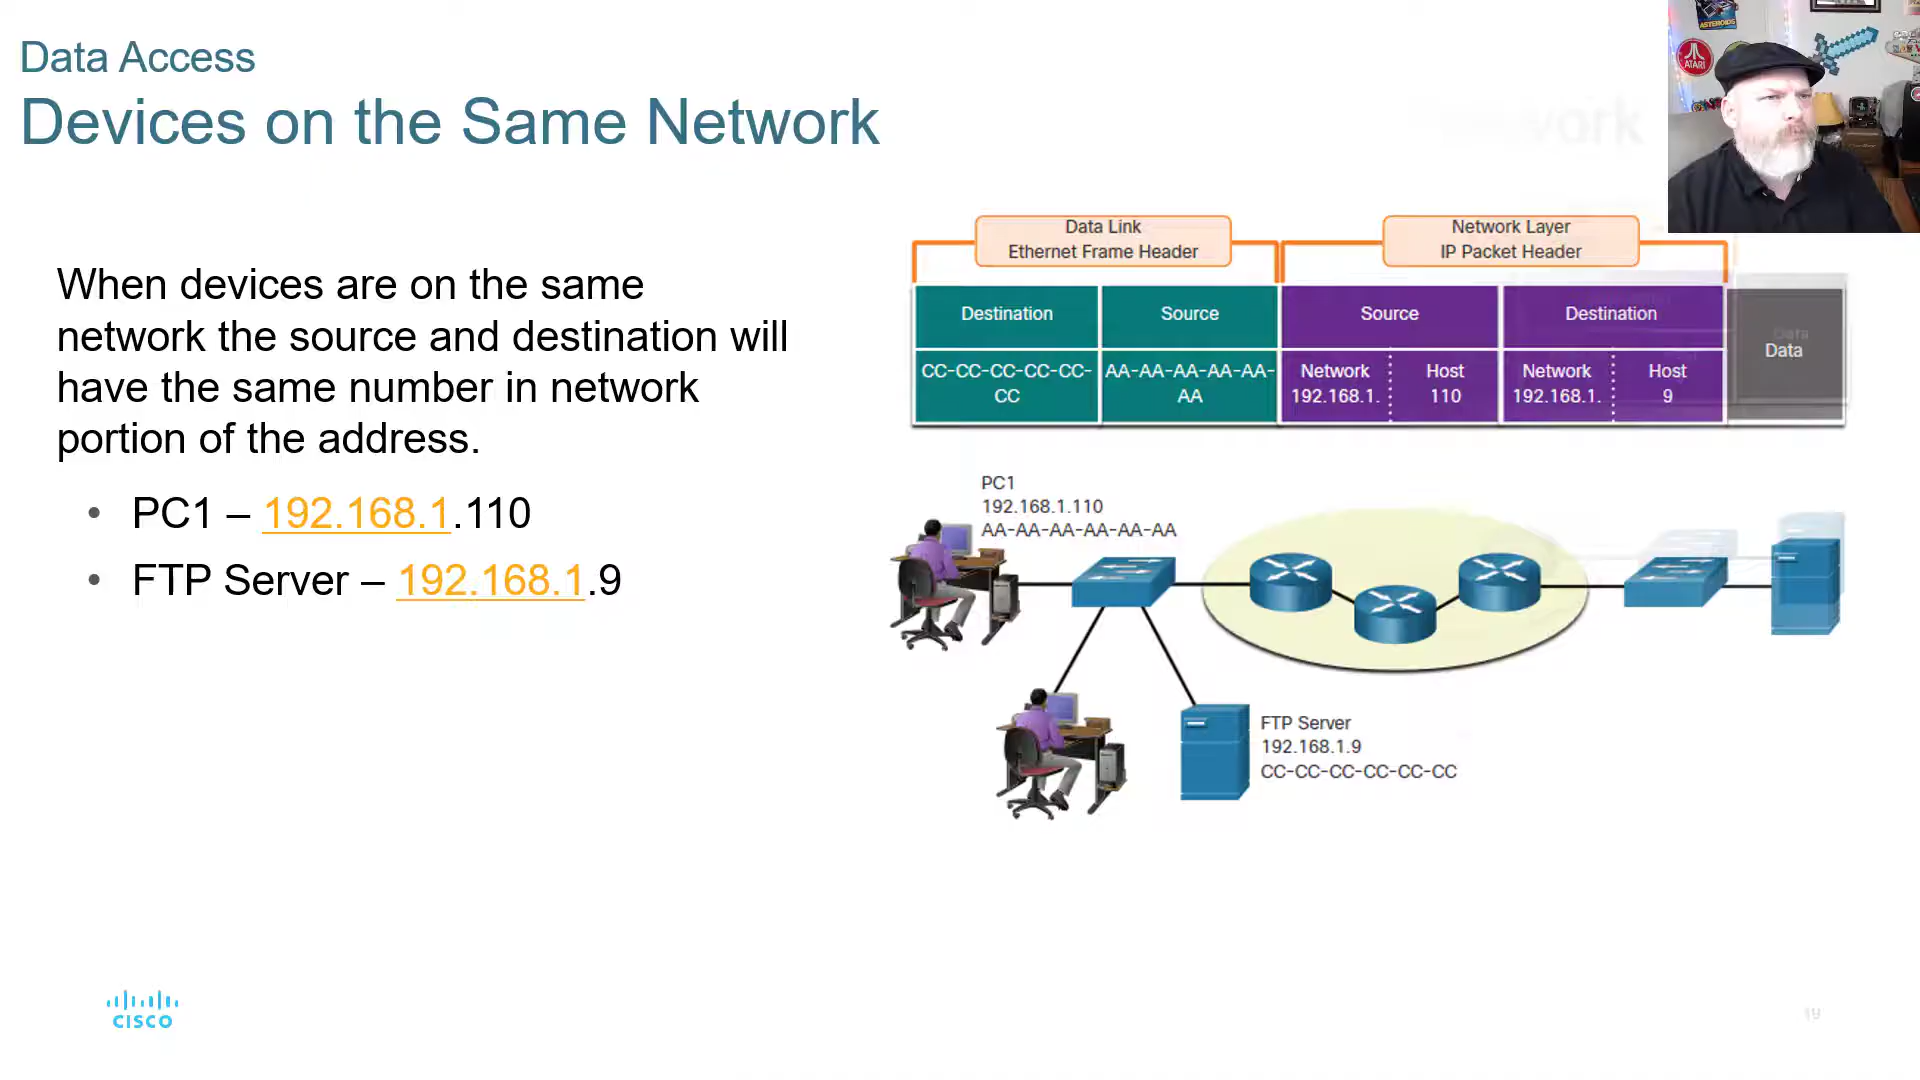 Data Access
Devices on the Same Network
When devices are on the same
network the source and destination will
have the same number in network
portion of the address.
• PC1 – 192.168.1.110
• FTP Server – 192.168.1.9
Data Link
Ethernet Frame Header
Network Layer
IP Packet Header
Destination
Source
Source
Destination
Data
CC-CC-CC-CC-CC-
CC
AA-AA-AA-AA-AA-
AA
Network
192.168.1.
Host
110
Network
192.168.1.
Host
9
PC1
192.168.1.110
AA-AA-AA-AA-AA-AA
FTP Server
192.168.1.9
CC-CC-CC-CC-CC-CC
CISCO
19
ASTEROIDS
ATARI
work
Data